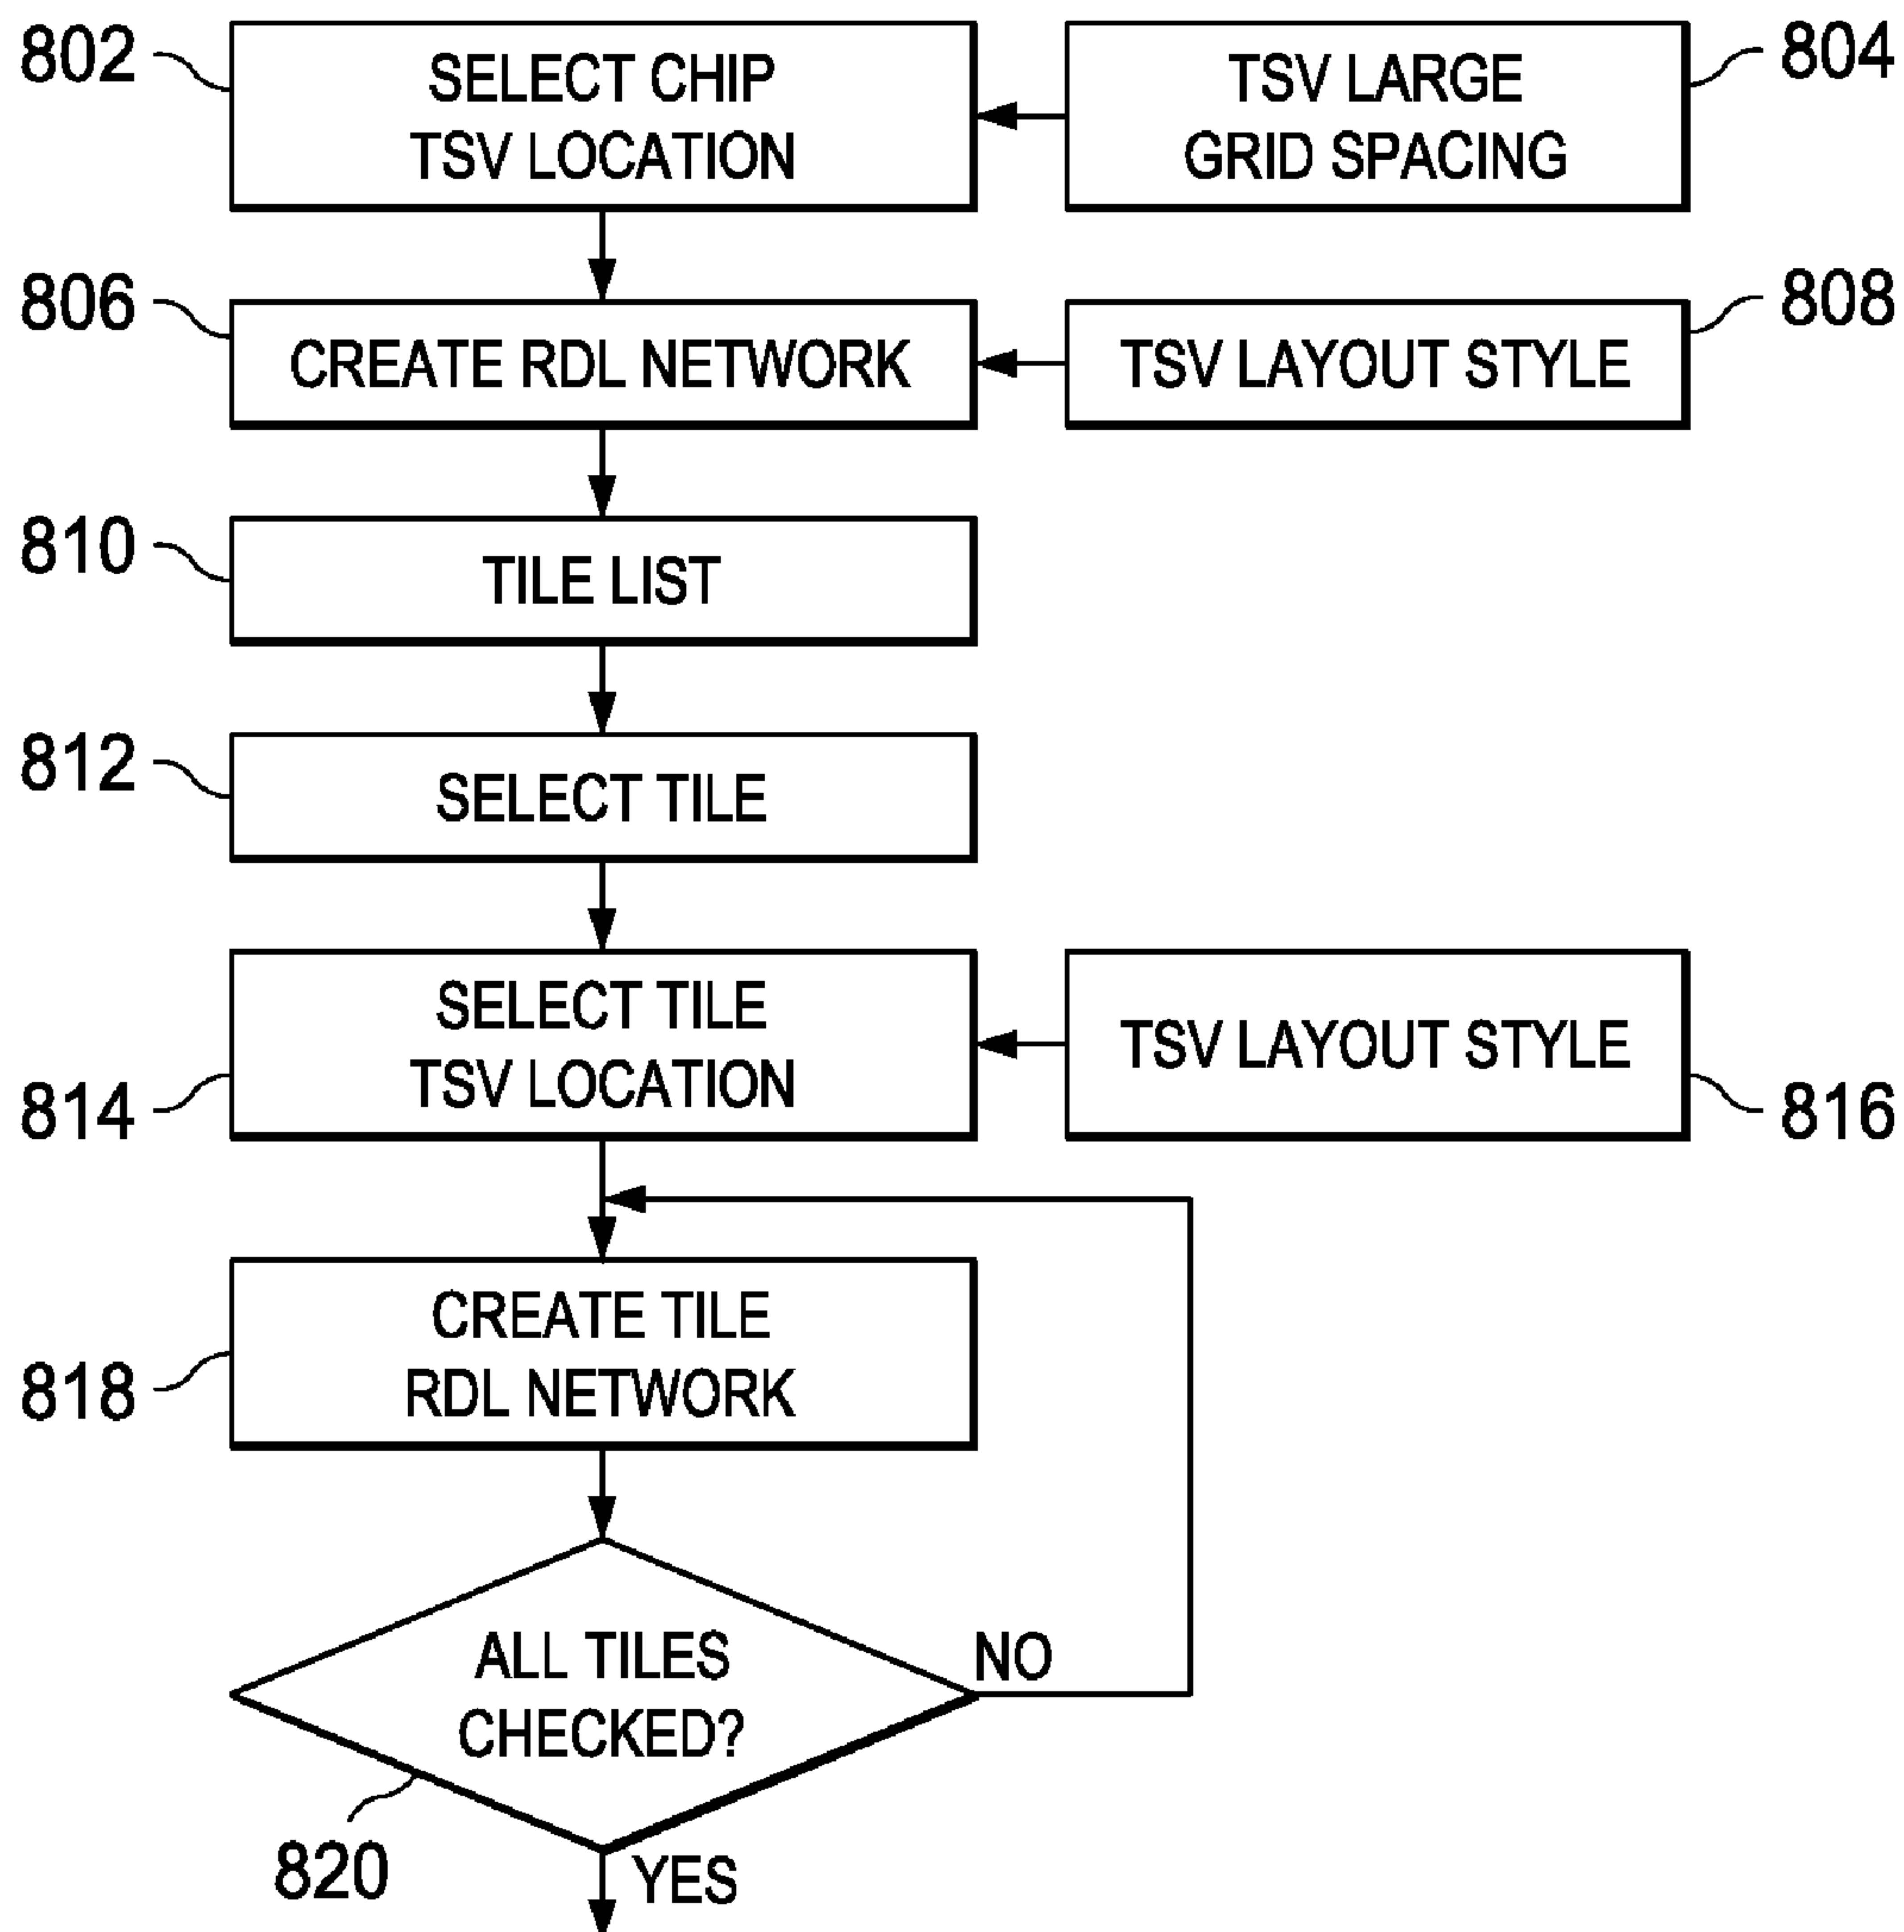 802
SELECT CHIP
TSV LOCATION
TSV LARGE
GRID SPACING
804
806
CREATE RDL NETWORK
TSV LAYOUT STYLE
808
810
TILE LIST
812
SELECT TILE
814
SELECT TILE
TSV LOCATION
TSV LAYOUT STYLE
816
818
CREATE TILE
RDL NETWORK
ALL TILES
CHECKED?
NO
820
YES